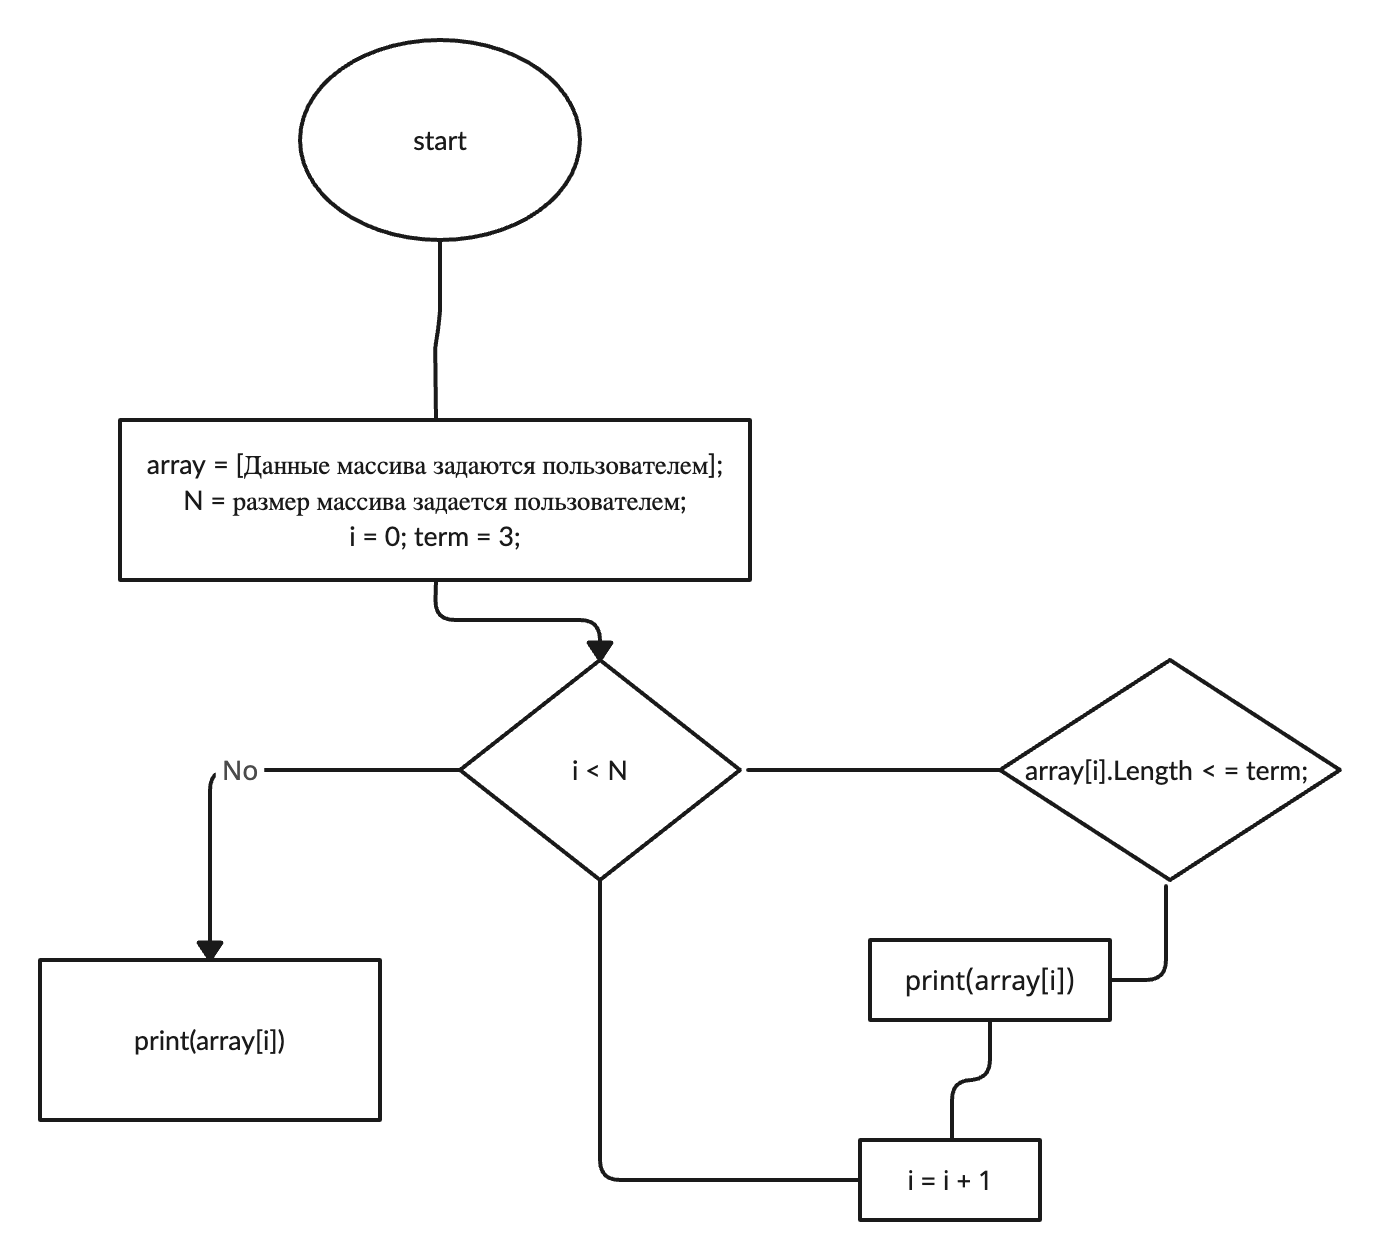 start
array = [Данные массива задаются пользователем];
N = размер массива задается пользователем;
i = 0; term = 3;
No
i < N
array[i].Length < = term;
print(array[i])
print(array[i])
i = i + 1